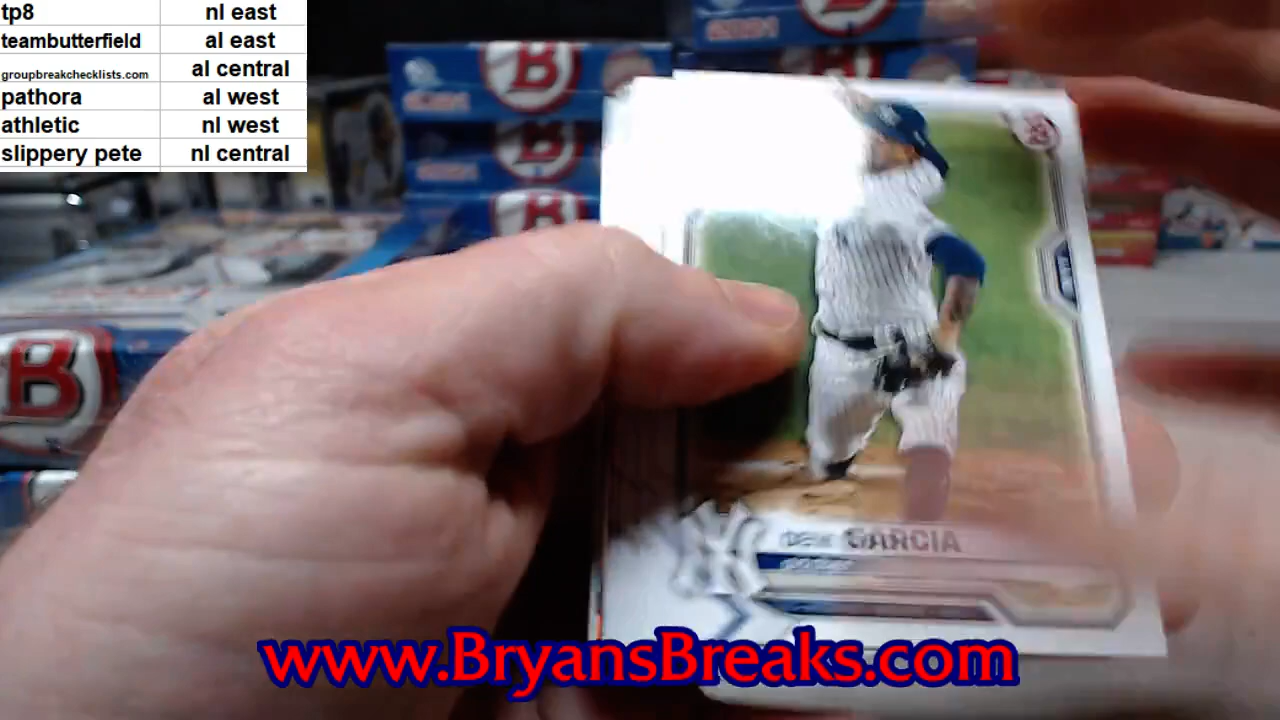 tp8 nl east
teambutterfield al east
groupbreakchecklists.com al central
pathora al west
athletic nl west
slippery pete nl central
B
B
B
B
GARCIA
www.BryansBreaks.com